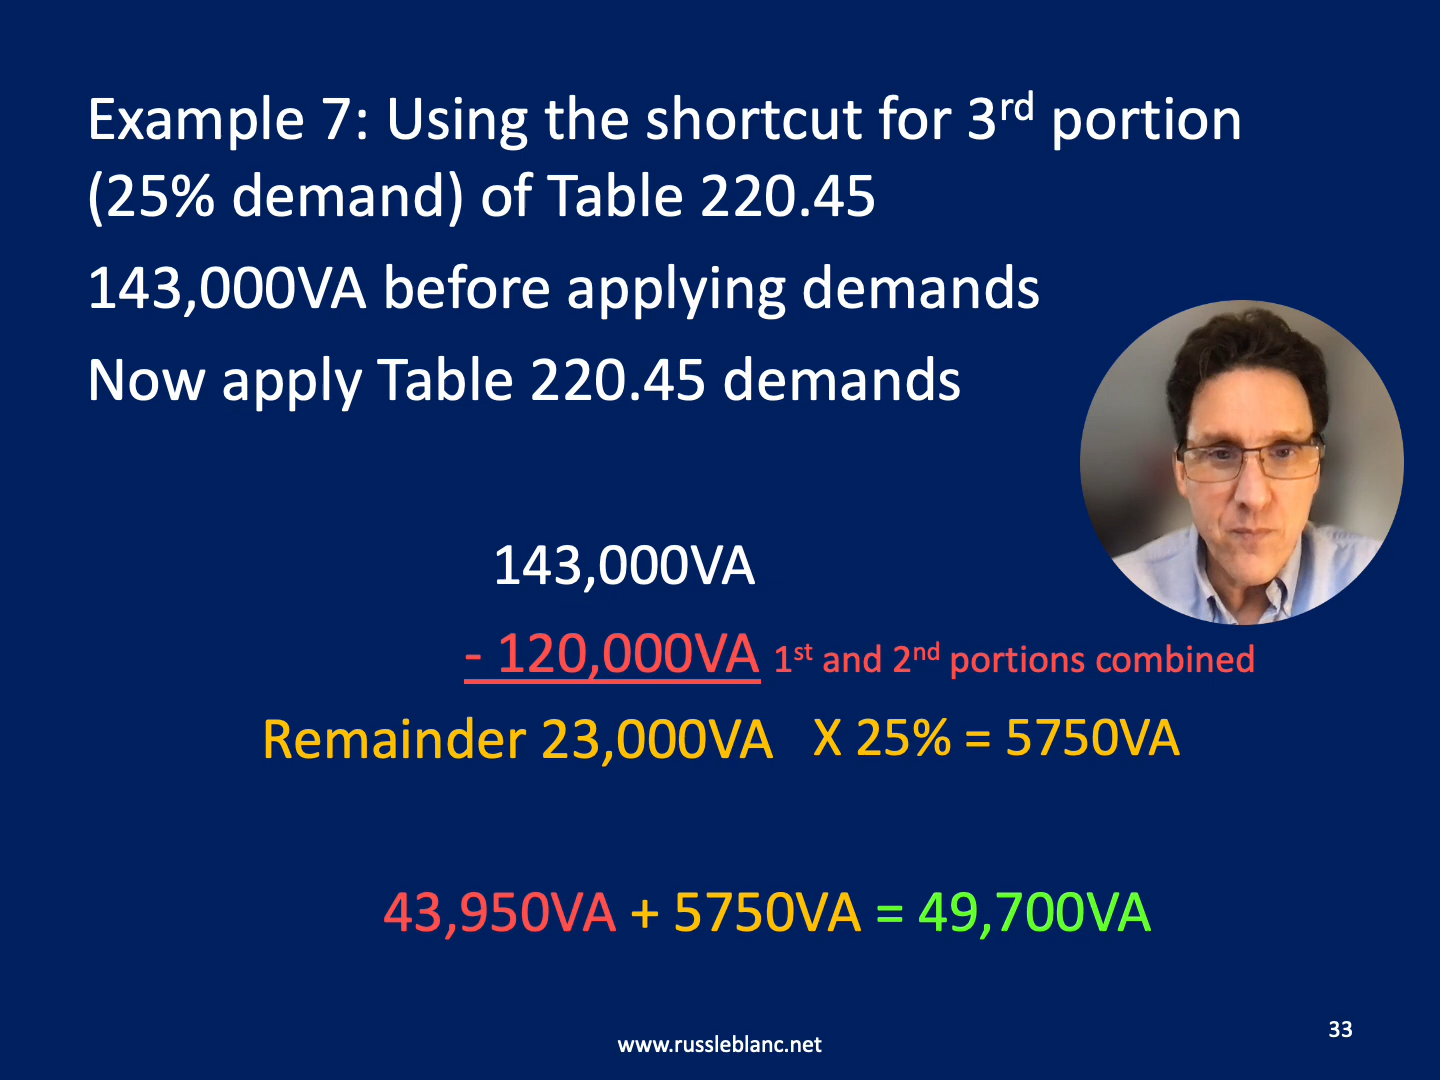 Example 7: Using the shortcut for 3rd portion
(25% demand) of Table 220.45
143,000VA before applying demands
Now apply Table 220.45 demands
143,000VA
- 120,000VA 1st and 2nd portions combined
Remainder 23,000VA X 25% = 5750VA
43,950VA + 5750VA = 49,700VA
33
www.russleblanc.net